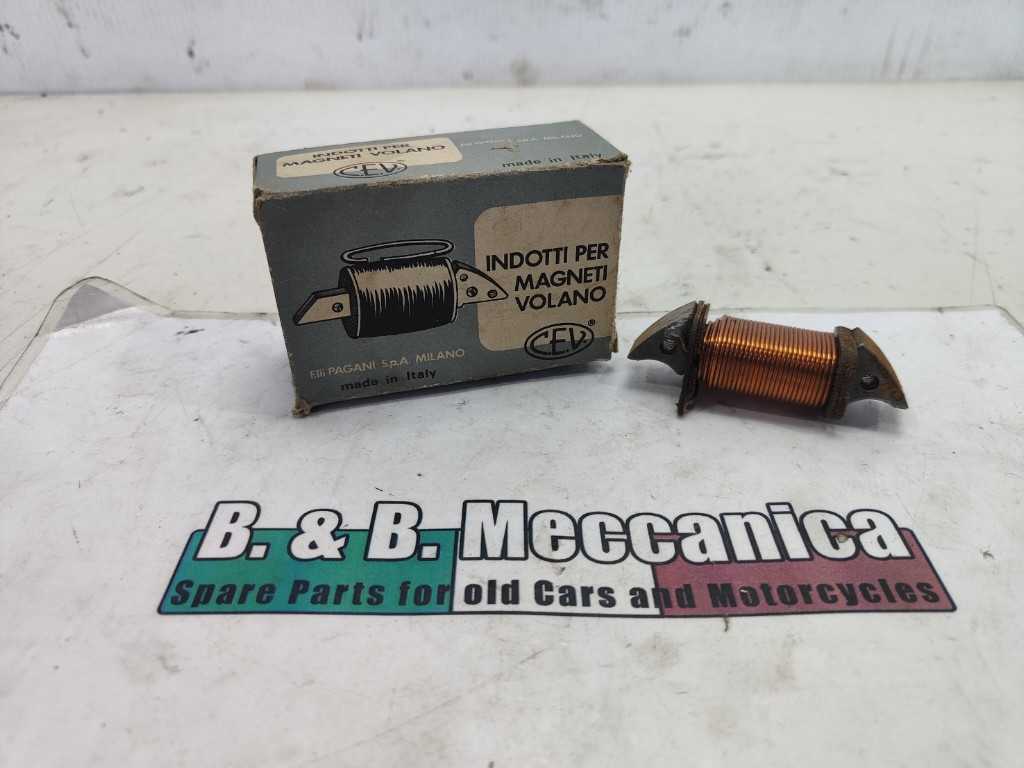 INDOTTI PER
MAGNETI VOLANO
C.E.V.®
made in Italy
INDOTTI PER
MAGNETI
VOLANO
C.E.V.®
F.lli PAGANI S.p.A. MILANO
made in Italy
B. & B. Meccanica
Spare Parts for old Cars and Motorcycles